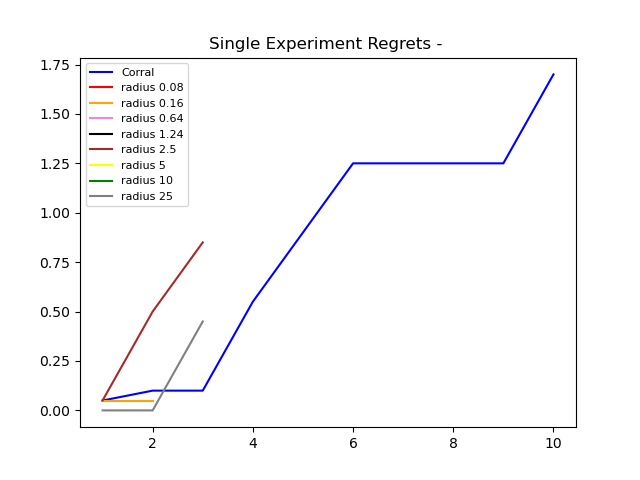 Single Experiment Regrets -
1.75
1.50
1.25
1.00
0.75
0.50
0.25
0.00
Corral
radius 0.08
radius 0.16
radius 0.64
radius 1.24
radius 2.5
radius 5
radius 10
radius 25
2 4 6 8 10